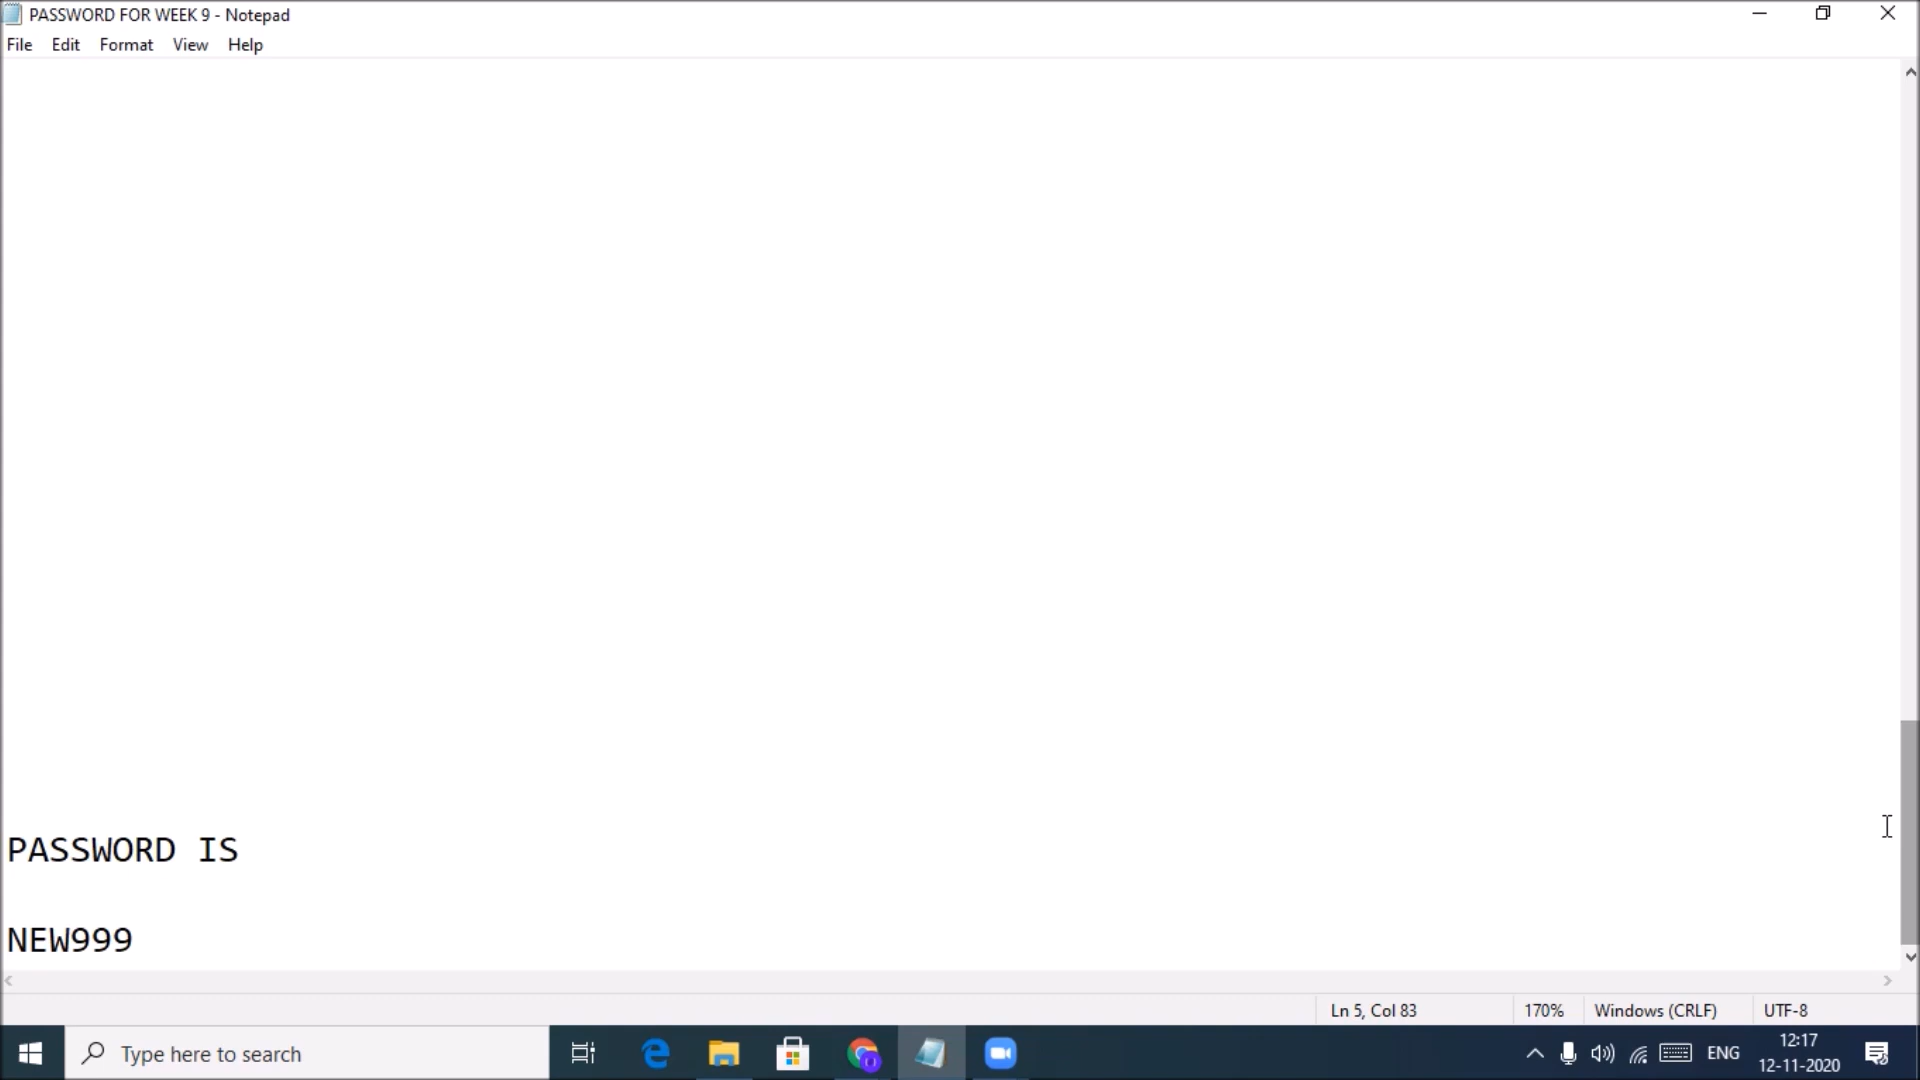 PASSWORD FOR WEEK 9 - Notepad
File Edit Format View Help
PASSWORD IS
NEW999
Ln 5, Col 83 170% Windows (CRLF) UTF-8
Type here to search
ENG
12:17
12-11-2020